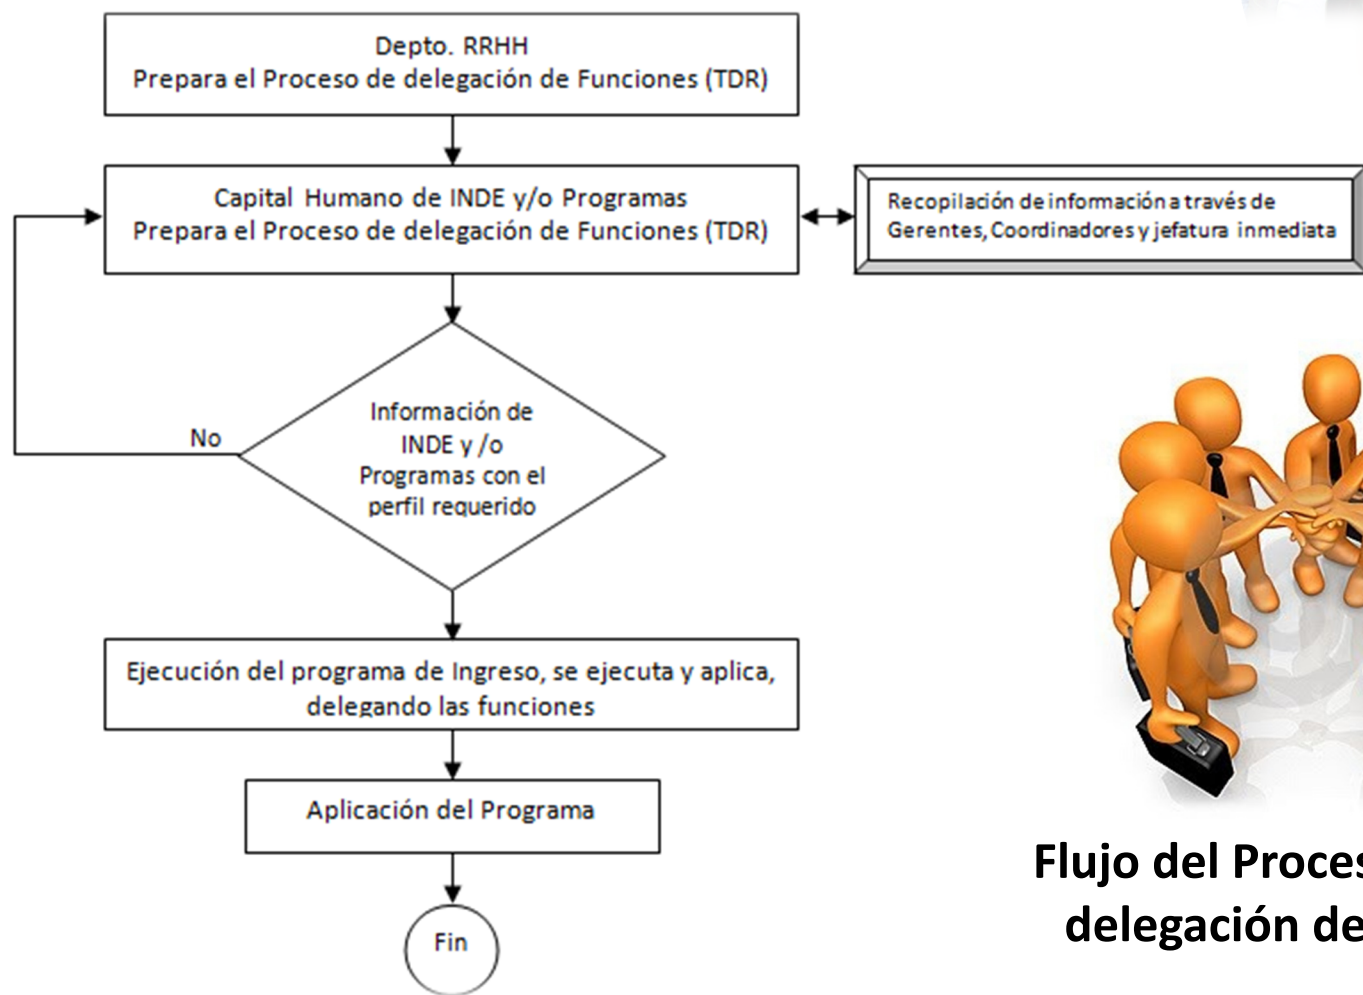 Depto. RRHH
Prepara el Proceso de delegación de Funciones (TDR)
Capital Humano de INDE y/o Programas
Prepara el Proceso de delegación de Funciones (TDR)
Recopilación de información a través de
Gerentes, Coordinadores y jefatura inmediata
Información de
INDE y /o
Programas con el
perfil requerido
No
Ejecución del programa de Ingreso, se ejecuta y aplica,
delegando las funciones
Aplicación del Programa
Fin
Flujo del Proces
delegación de